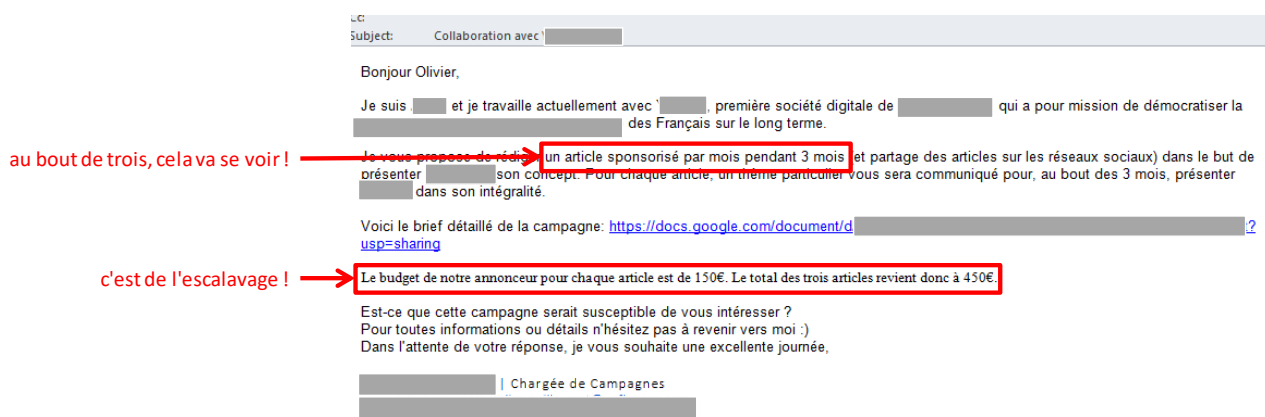 Subject: Collaboration avec
Bonjour Olivier,
Je suis et je travaille actuellement avec , première société digitale de qui a pour mission de démocratiser la
des Français sur le long terme.
au bout de trois, cela va se voir !
Je vous propose de rédiger un article sponsorisé par mois pendant 3 mois et partage des articles sur les réseaux sociaux) dans le but de
présenter son concept. Pour chaque article, un thème particulier vous sera communiqué pour, au bout des 3 mois, présenter
dans son intégralité.
Voici le brief détaillé de la campagne: https://docs.google.com/document/d ?
usp=sharing
c'est de l'escalavage !
Le budget de notre annonceur pour chaque article est de 150€. Le total des trois articles revient donc à 450€.
Est-ce que cette campagne serait susceptible de vous intéresser ?
Pour toutes informations ou détails n'hésitez pas à revenir vers moi :)
Dans l'attente de votre réponse, je vous souhaite une excellente journée,
| Chargée de Campagnes